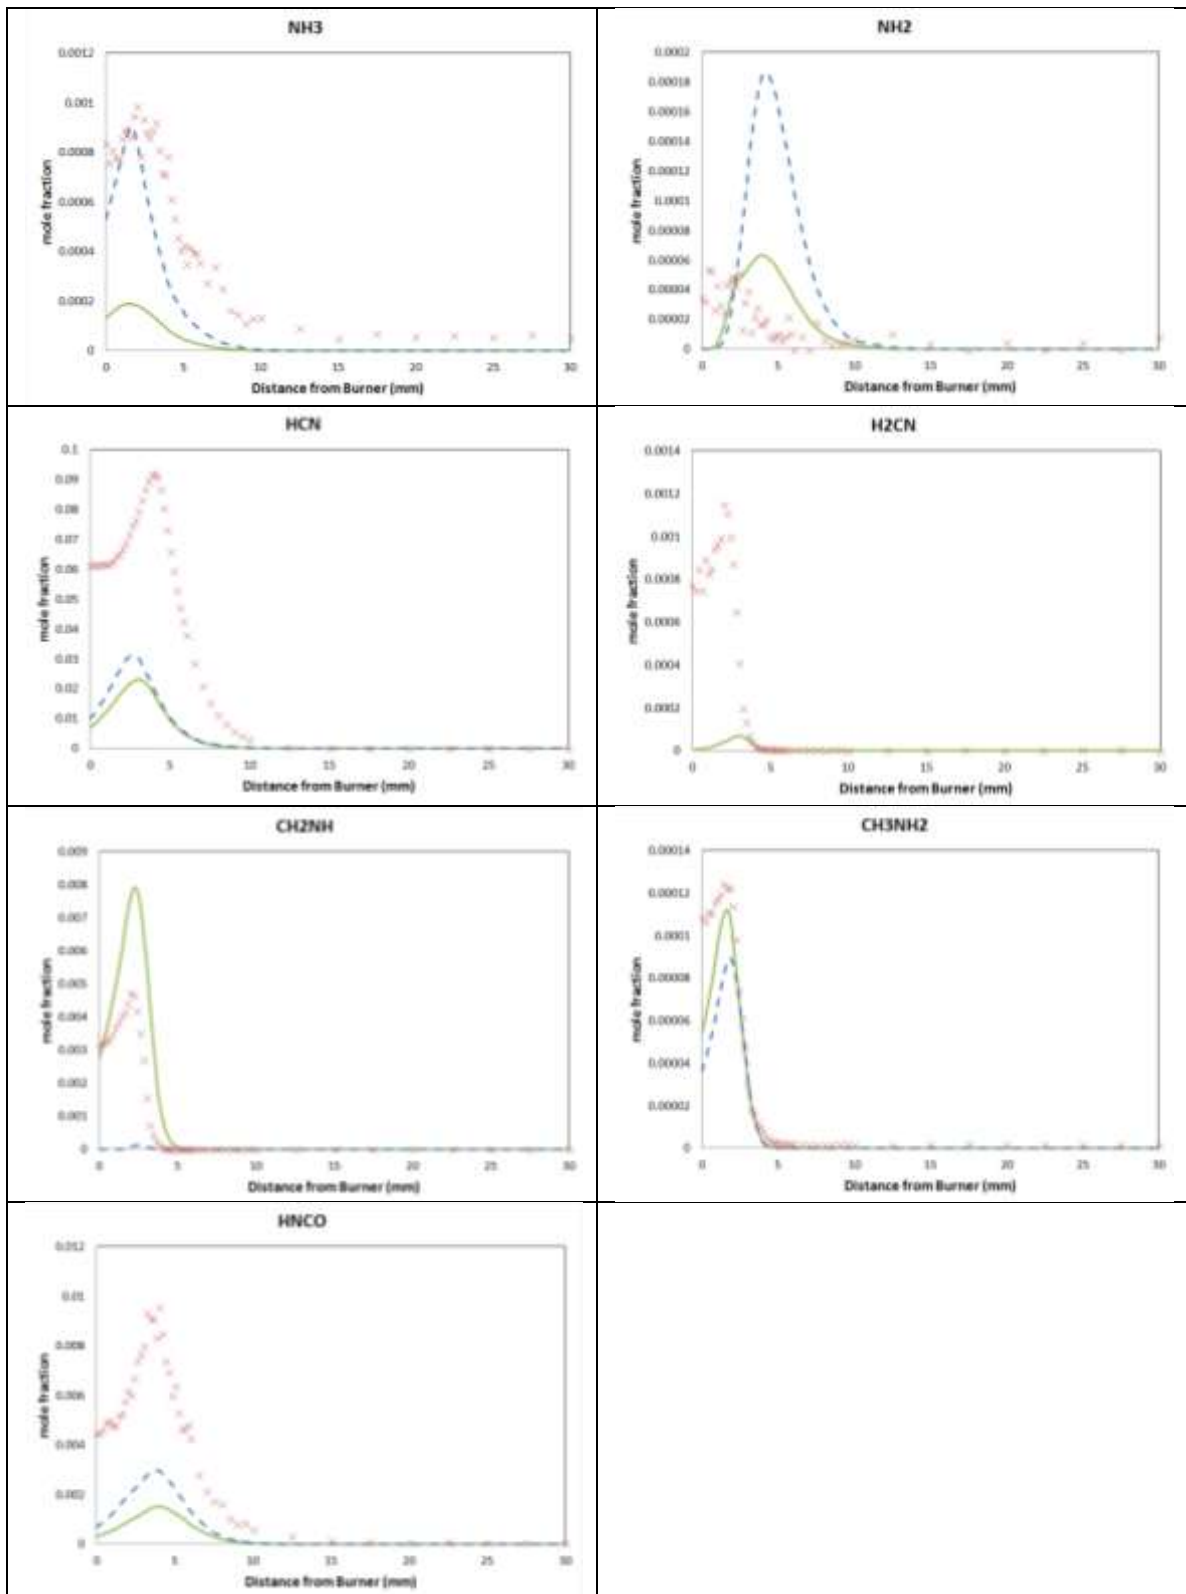 NH3
0.0012
0.001
0.0008
0.0006
0.0004
0.0002
0
mole fraction
0 5 10 15 20 25 30
Distance from Burner (mm)
NH2
0.0002
0.00018
0.00016
0.00014
0.00012
0.0001
0.00008
0.00006
0.00004
0.00002
0
mole fraction
0 5 10 15 20 25 30
Distance from Burner (mm)
HCN
0.1
0.09
0.08
0.07
0.06
0.05
0.04
0.03
0.02
0.01
0
mole fraction
0 5 10 15 20 25 30
Distance from Burner (mm)
H2CN
0.0014
0.0012
0.001
0.0008
0.0006
0.0004
0.0002
0
mole fraction
0 5 10 15 20 25 30
Distance from Burner (mm)
CH2NH
0.009
0.008
0.007
0.006
0.005
0.004
0.003
0.002
0.001
0
mole fraction
0 5 10 15 20 25 30
Distance from Burner (mm)
CH3NH2
0.00014
0.00012
0.0001
0.00008
0.00006
0.00004
0.00002
0
mole fraction
0 5 10 15 20 25 30
Distance from Burner (mm)
HNCO
0.012
0.01
0.008
0.006
0.004
0.002
0
mole fraction
0 5 10 15 20 25 30
Distance from Burner (mm)